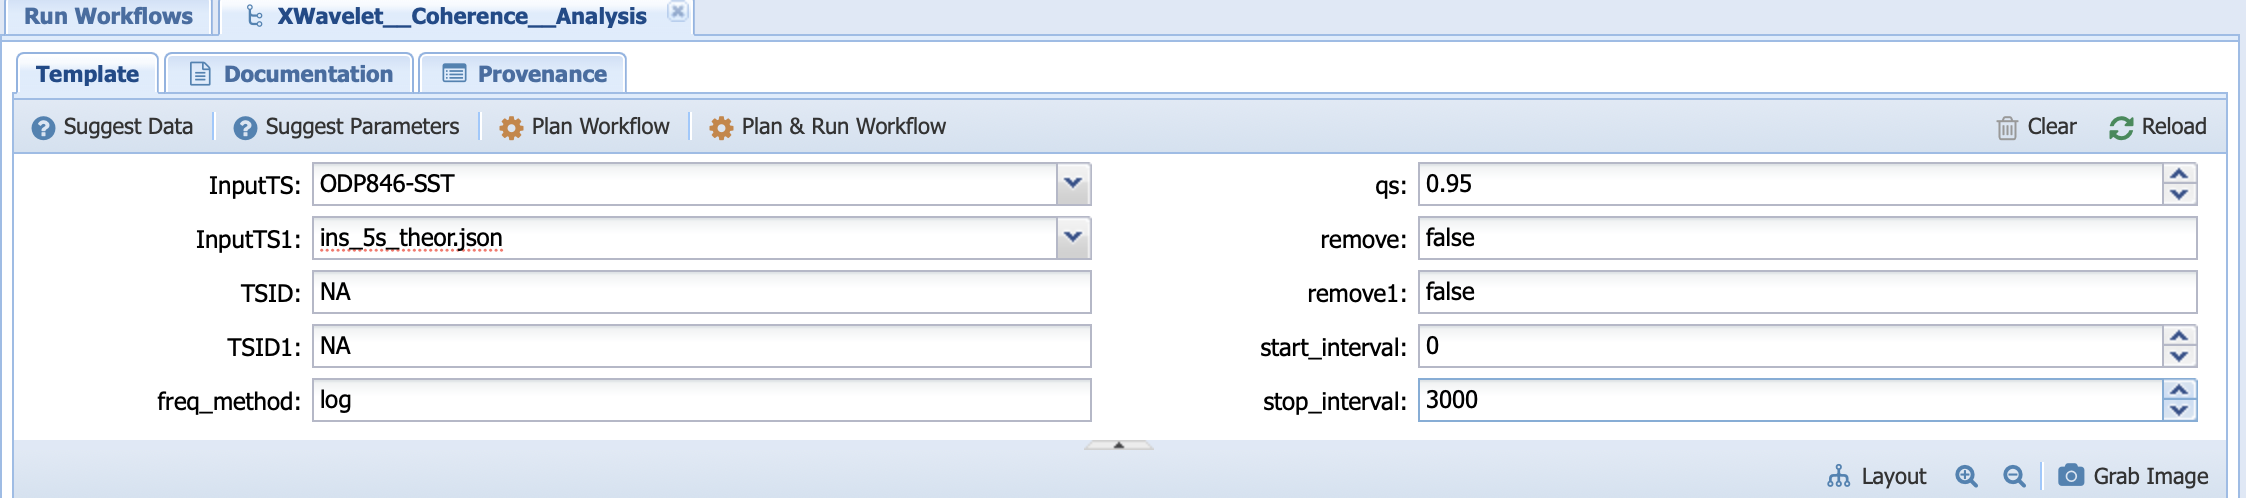 Run Workflows XWavelet__Coherence__Analysis
Template Documentation Provenance
Suggest Data Suggest Parameters Plan Workflow Plan & Run Workflow Clear Reload
InputTS: ODP846-SST qs: 0.95
InputTS1: ins_5s_theor.json remove: false
TSID: NA remove1: false
TSID1: NA start_interval: 0
freq_method: log stop_interval: 3000
Layout Grab Image